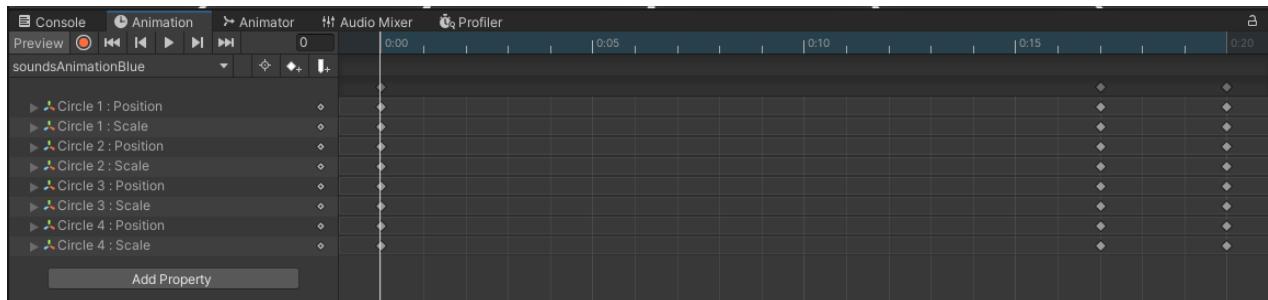 Console Animation Animator Audio Mixer Profiler
Preview 0 0:00 0:05 0:10 0:15 0:20
soundsAnimationBlue
Circle 1 : Position
Circle 1 : Scale
Circle 2 : Position
Circle 2 : Scale
Circle 3 : Position
Circle 3 : Scale
Circle 4 : Position
Circle 4 : Scale
Add Property